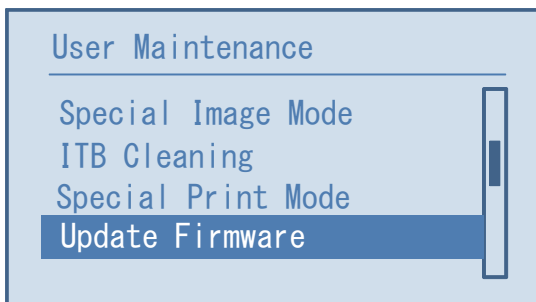 User Maintenance
Special Image Mode
ITB Cleaning
Special Print Mode
Update Firmware